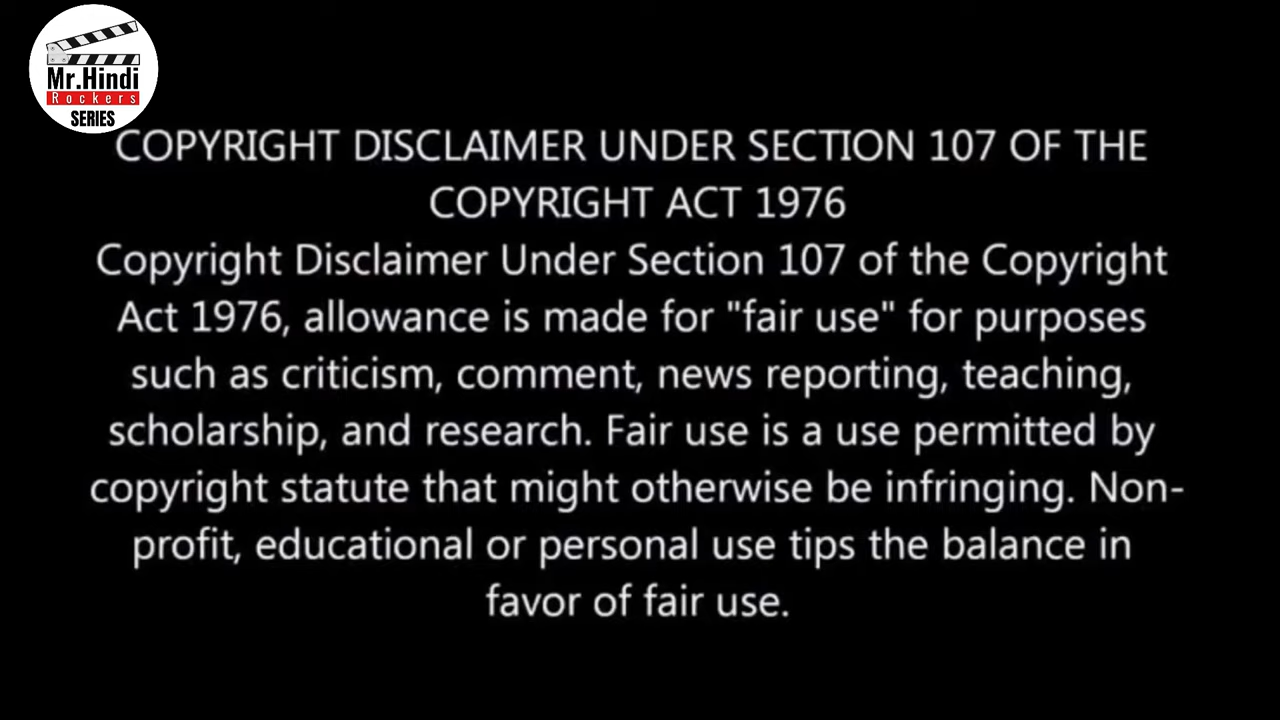 Mr.Hindi
Rockers
SERIES
COPYRIGHT DISCLAIMER UNDER SECTION 107 OF THE
COPYRIGHT ACT 1976
Copyright Disclaimer Under Section 107 of the Copyright
Act 1976, allowance is made for "fair use" for purposes
such as criticism, comment, news reporting, teaching,
scholarship, and research. Fair use is a use permitted by
copyright statute that might otherwise be infringing. Non-
profit, educational or personal use tips the balance in
favor of fair use.